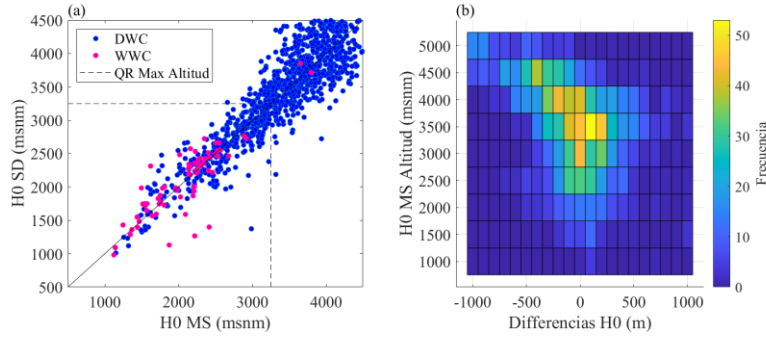 (a)
4500
4000
3500
3000
2500
2000
1500
1000
500
H0 SD (msnm)
DWC
WWC
QR Max Altitud
1000 2000 3000 4000
H0 MS (msnm)
(b)
5000
4500
4000
3500
3000
2500
2000
1500
1000
H0 MS Altitud (msnm)
-1000 -500 0 500 1000
Differencias H0 (m)
50
40
30
20
10
0
Frecuencia